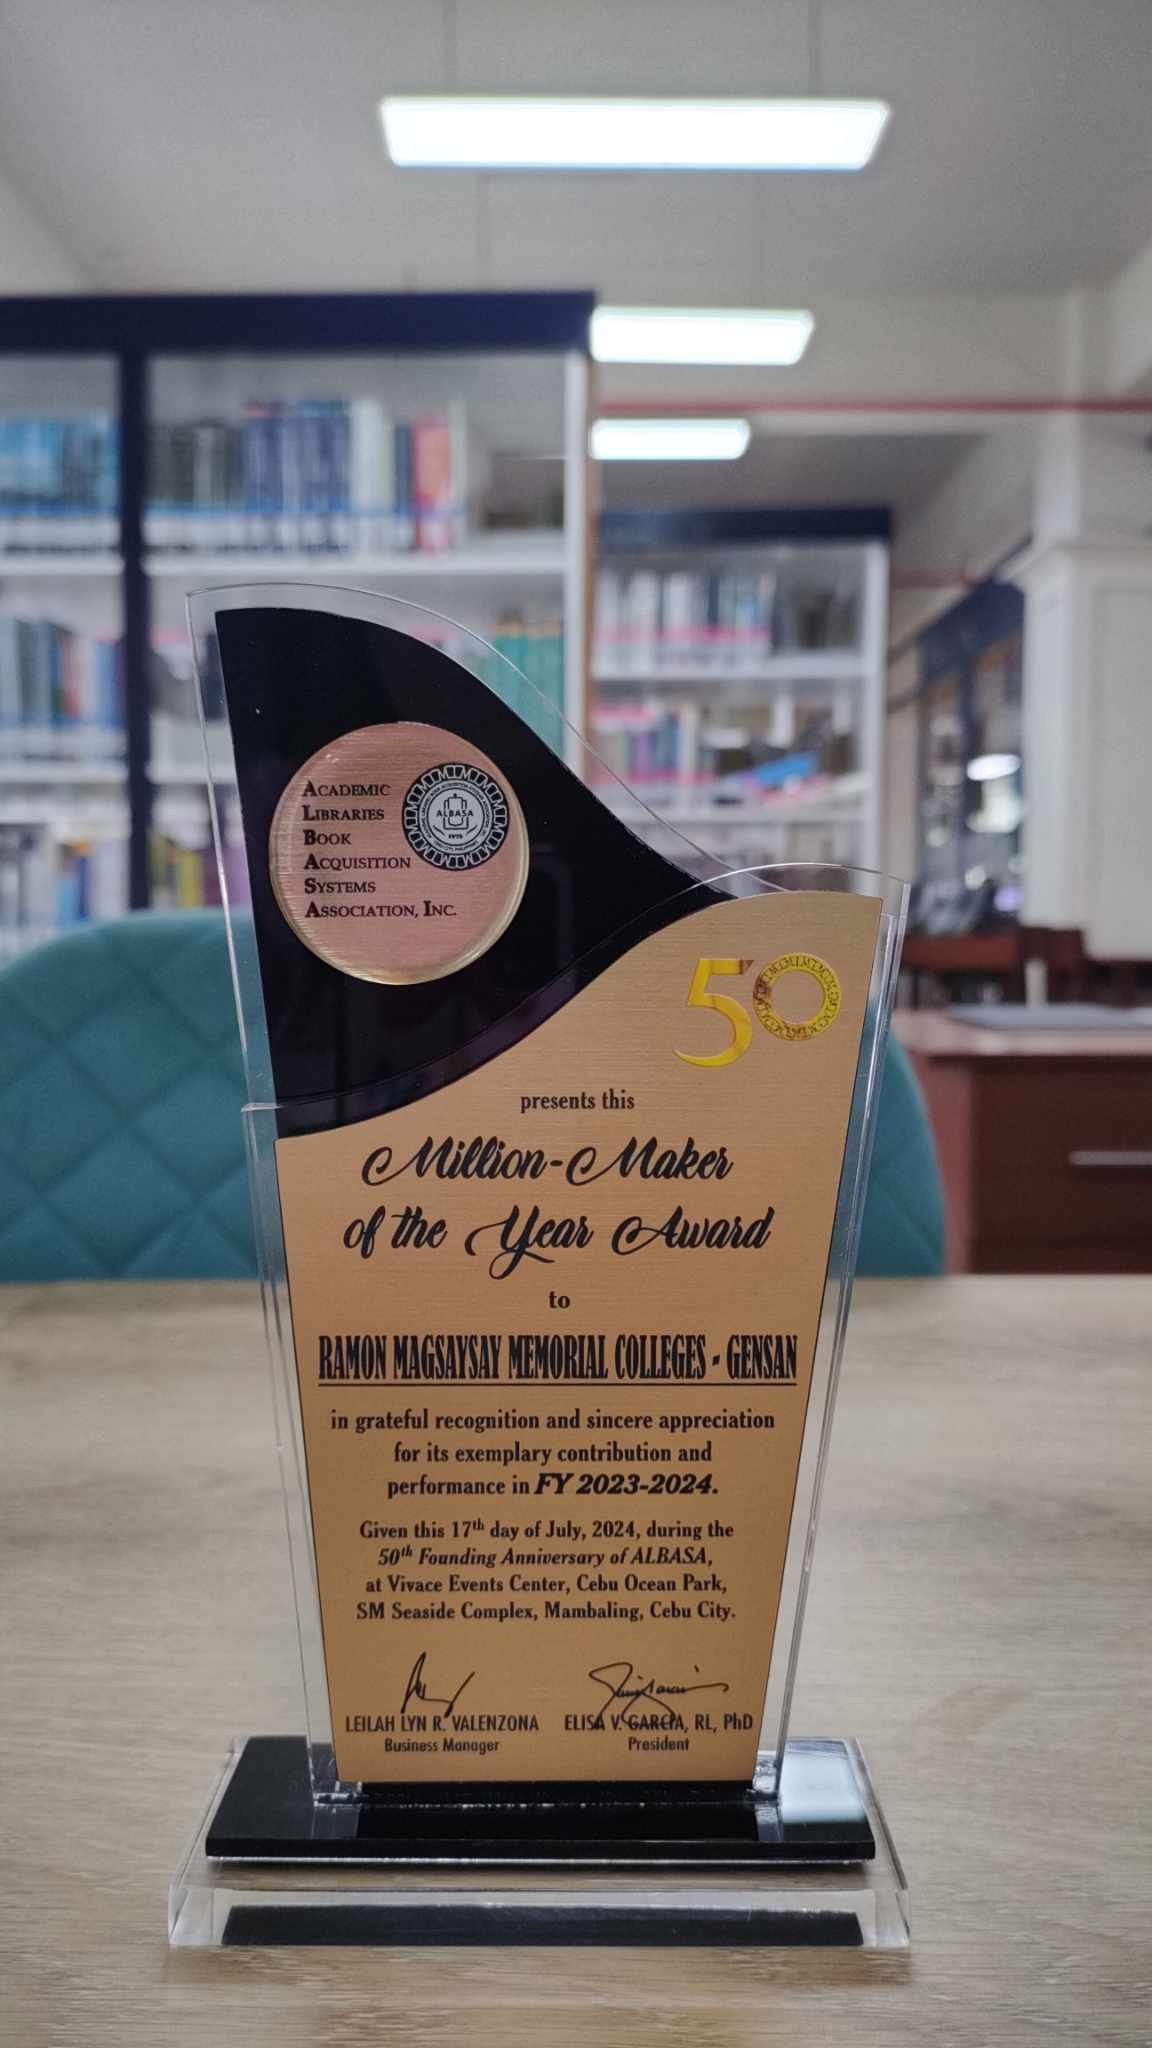 ACADEMIC
LIBRARIES
BOOK
ACQUISITION
SYSTEMS
ASSOCIATION, INC.
ALBASA
1975
50
presents this
Million-Maker
of the Year Award
to
RAMON MAGSAYSAY MEMORIAL COLLEGES - GENSAN
in grateful recognition and sincere appreciation
for its exemplary contribution and
performance in FY 2023-2024.
Given this 17th day of July, 2024, during the
50th Founding Anniversary of ALBASA,
at Vivace Events Center, Cebu Ocean Park,
SM Seaside Complex, Mambaling, Cebu City.
LEILAH LYN R. VALENZONA
Business Manager
ELISA V. GARCIA, RL, PhD
President